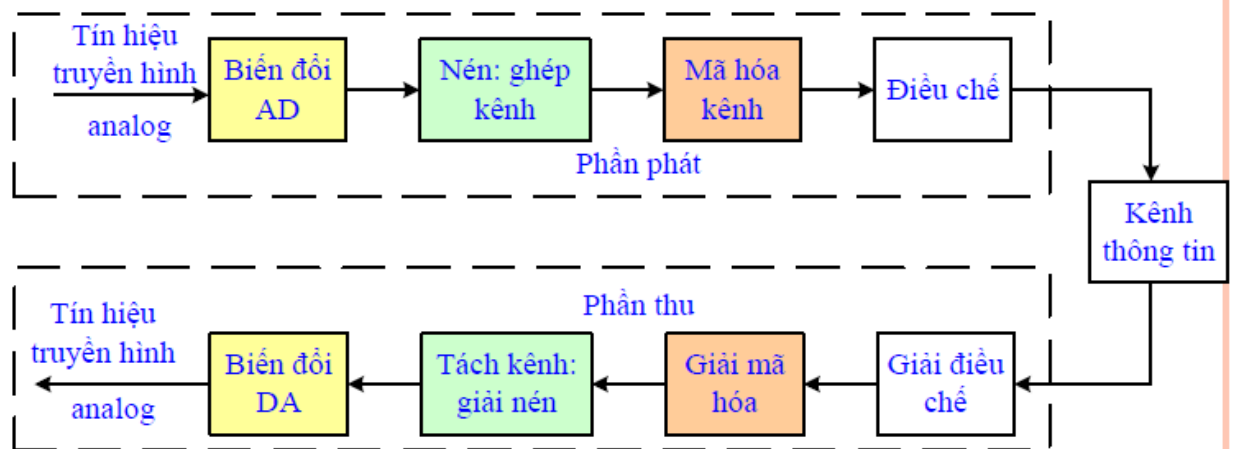 Tín hiệu
truyền hình
analog
Biến đổi
AD
Nén: ghép
kênh
Mã hóa
kênh
Điều chế
Phần phát
Kênh
thông tin
Phần thu
Tín hiệu
truyền hình
analog
Biến đổi
DA
Tách kênh:
giải nén
Giải mã
hóa
Giải điều
chế